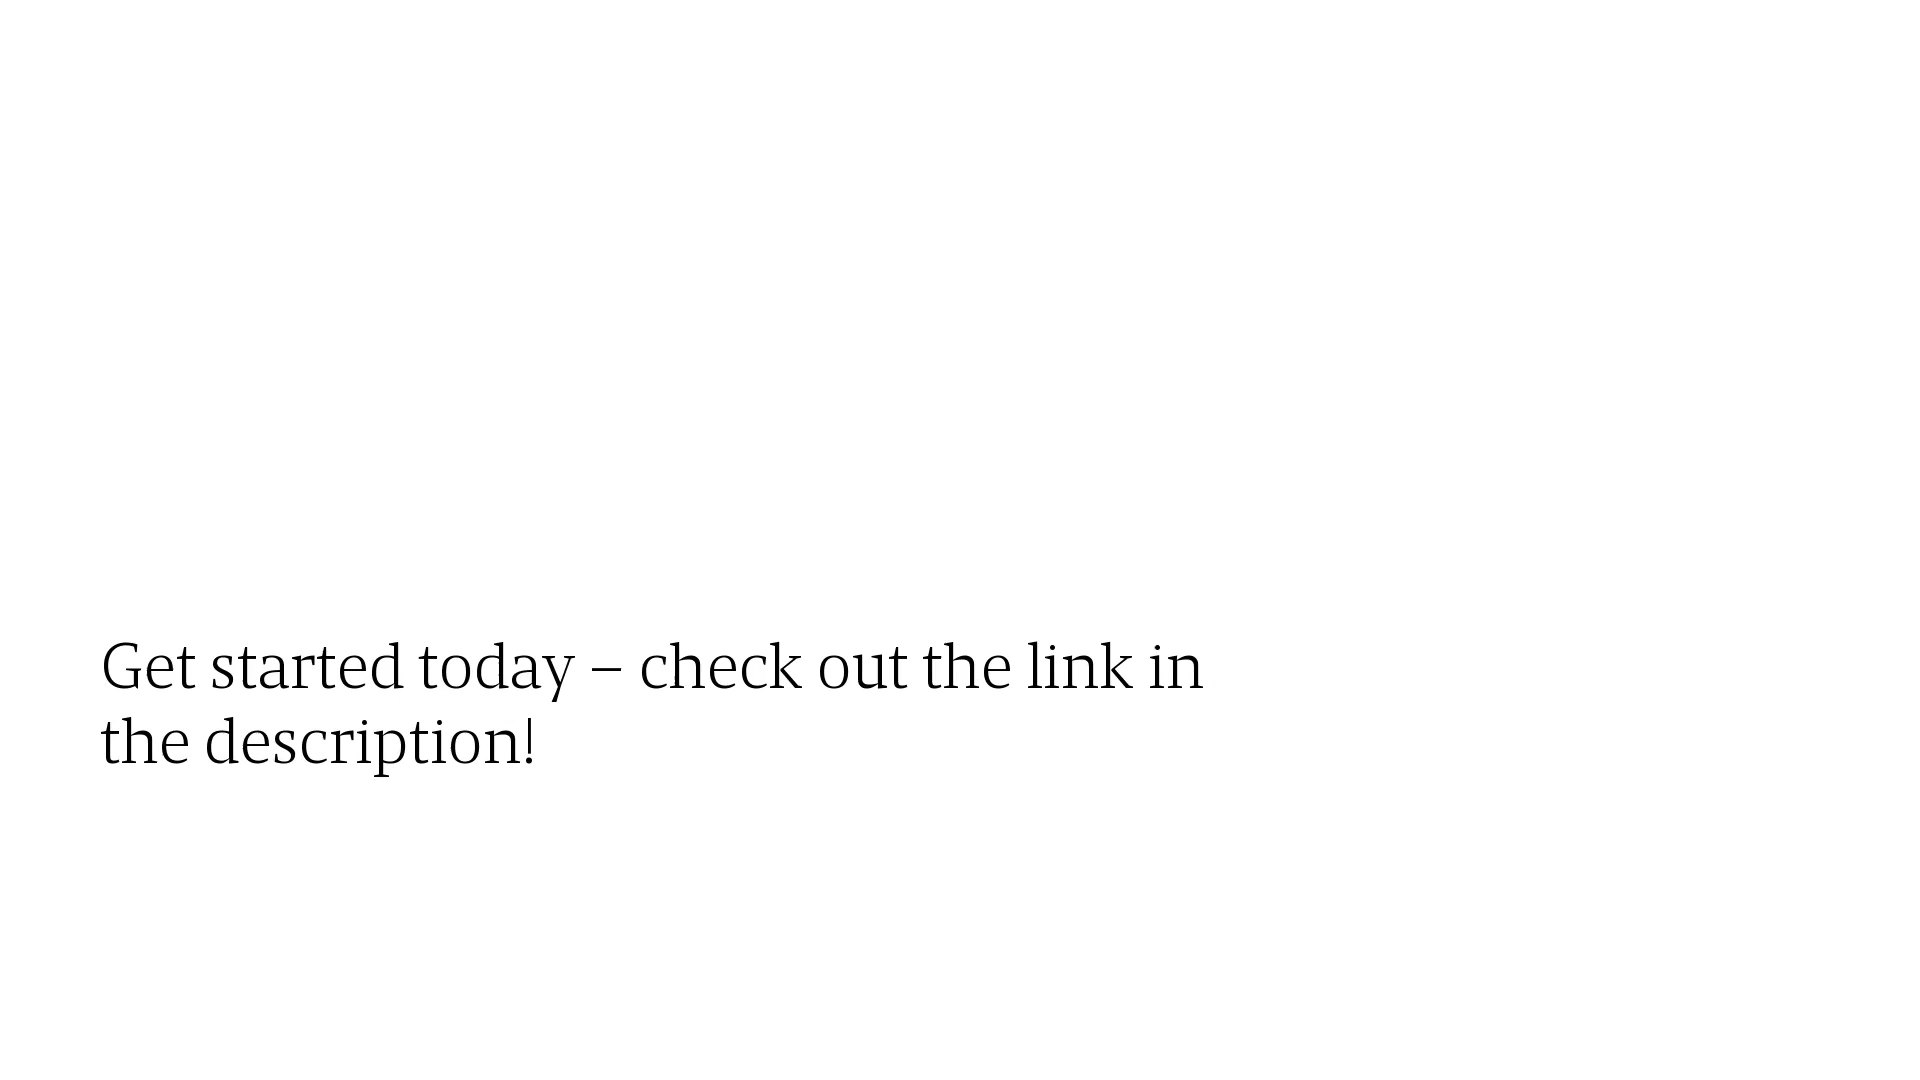 Get started today – check out the link in
the description!